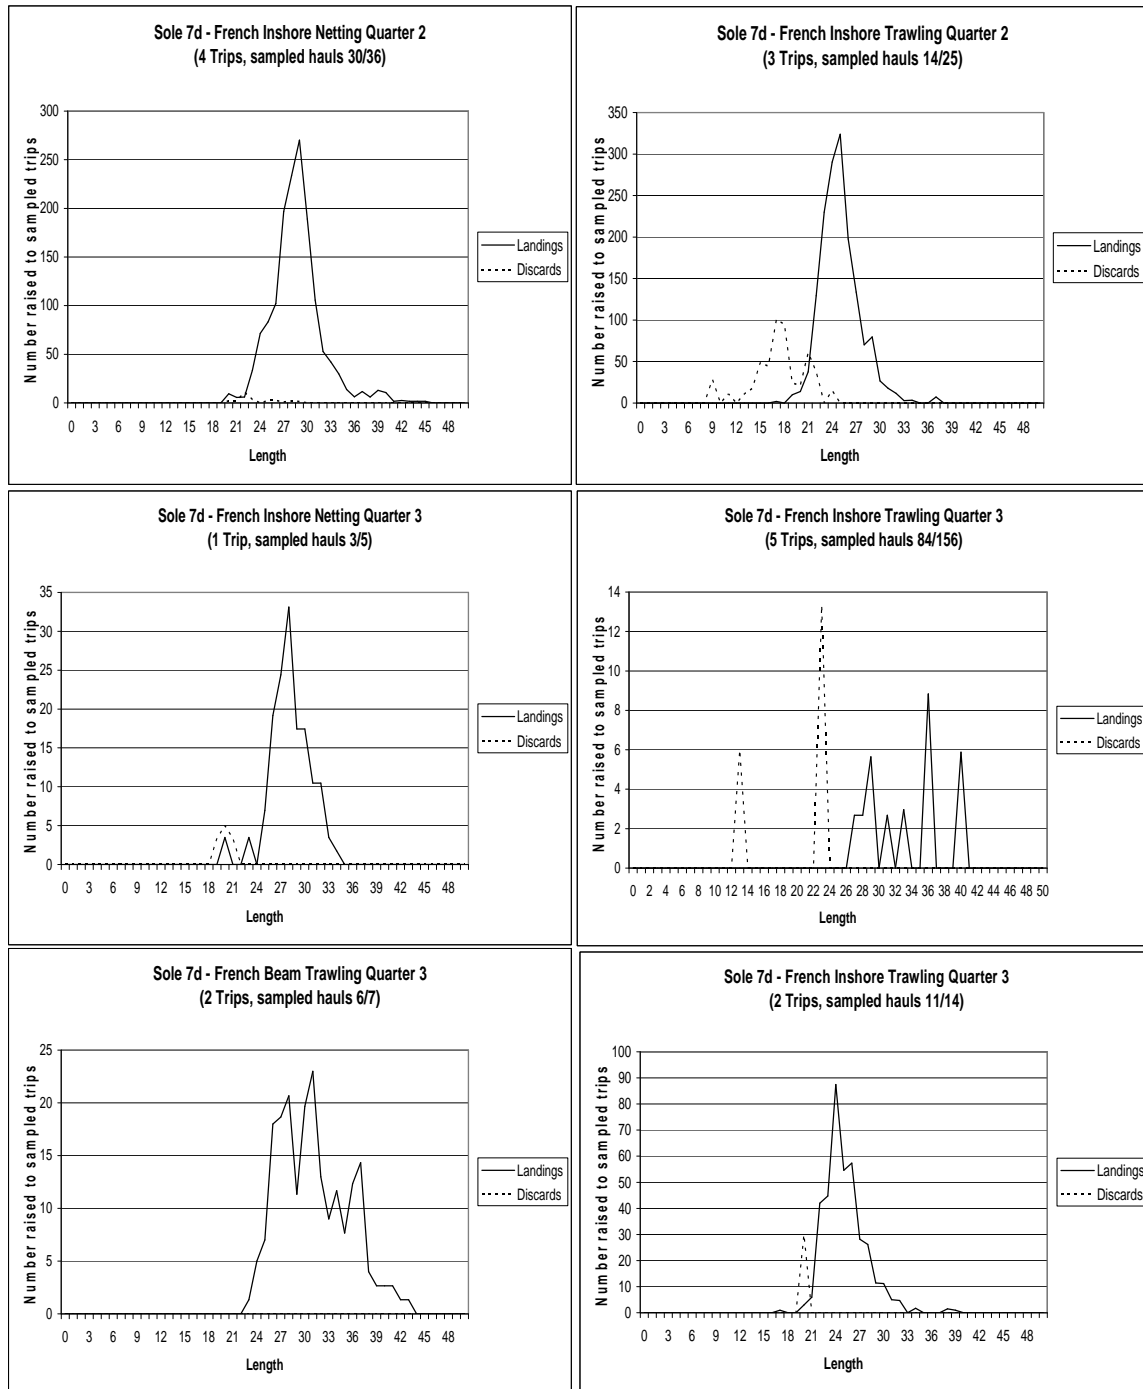 Sole 7d - French Inshore Netting Quarter 2
(4 Trips, sampled hauls 30/36)
Number raised to sampled trips
300
250
200
150
100
50
0
0 3 6 9 12 15 18 21 24 27 30 33 36 39 42 45 48
Length
Landings
Discards
Sole 7d - French Inshore Trawling Quarter 2
(3 Trips, sampled hauls 14/25)
Number raised to sampled trips
350
300
250
200
150
100
50
0
0 3 6 9 12 15 18 21 24 27 30 33 36 39 42 45 48
Length
Landings
Discards
Sole 7d - French Inshore Netting Quarter 3
(1 Trip, sampled hauls 3/5)
Number raised to sampled trips
35
30
25
20
15
10
5
0
0 3 6 9 12 15 18 21 24 27 30 33 36 39 42 45 48
Length
Landings
Discards
Sole 7d - French Inshore Trawling Quarter 3
(5 Trips, sampled hauls 84/156)
Number raised to sampled trips
14
12
10
8
6
4
2
0
0 2 4 6 8 10 12 14 16 18 20 22 24 26 28 30 32 34 36 38 40 42 44 46 48 50
Length
Landings
Discards
Sole 7d - French Beam Trawling Quarter 3
(2 Trips, sampled hauls 6/7)
Number raised to sampled trips
25
20
15
10
5
0
0 3 6 9 12 15 18 21 24 27 30 33 36 39 42 45 48
Length
Landings
Discards
Sole 7d - French Inshore Trawling Quarter 3
(2 Trips, sampled hauls 11/14)
Number raised to sampled trips
100
90
80
70
60
50
40
30
20
10
0
0 3 6 9 12 15 18 21 24 27 30 33 36 39 42 45 48
Length
Landings
Discards